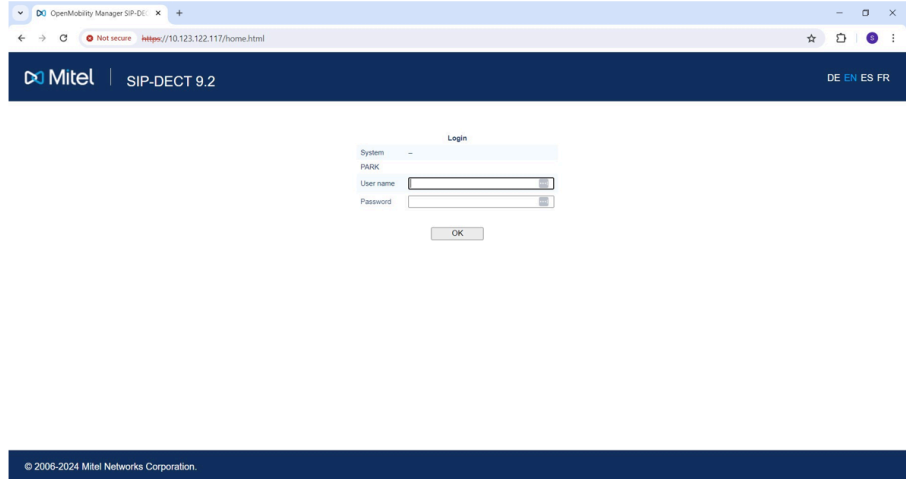 OpenMobility Manager SIP-DE
Not secure https://10.123.122.117/home.html
S
Mitel SIP-DECT 9.2
DE EN ES FR
Login
System –
PARK
User name
Password
OK
© 2006-2024 Mitel Networks Corporation.